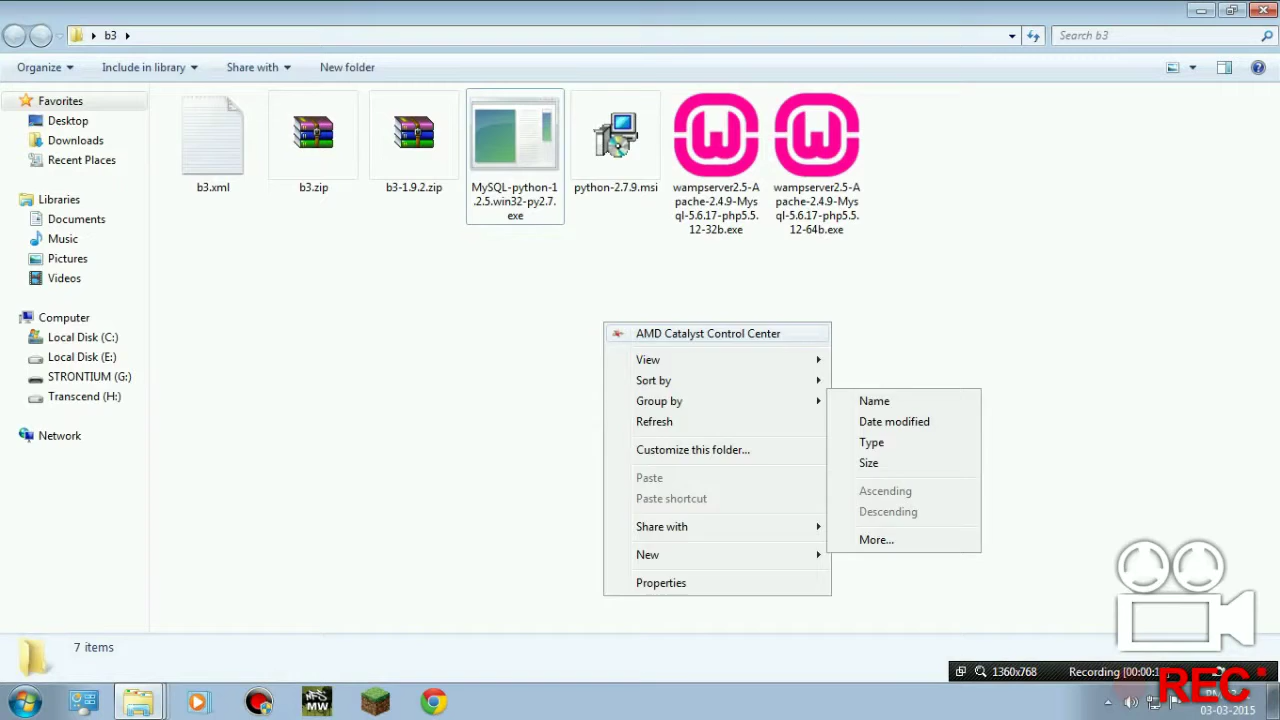 b3
Search b3
Organize
Include in library
Share with
New folder
Favorites
Desktop
Downloads
Recent Places
Libraries
Documents
Music
Pictures
Videos
Computer
Local Disk (C:)
Local Disk (E:)
STRONTIUM (G:)
Transcend (H:)
Network
b3.xml
b3.zip
b3-1.9.2.zip
MySQL-python-1
.2.5.win32-py2.7.
exe
python-2.7.9.msi
wampserver2.5-A
pache-2.4.9-Mys
ql-5.6.17-php5.5.
12-32b.exe
wampserver2.5-A
pache-2.4.9-Mys
ql-5.6.17-php5.5.
12-64b.exe
AMD Catalyst Control Center
View
Sort by
Group by
Refresh
Customize this folder...
Paste
Paste shortcut
Share with
New
Properties
Name
Date modified
Type
Size
Ascending
Descending
More...
7 items
1360x768
Recording
REC
MW
03-03-2015